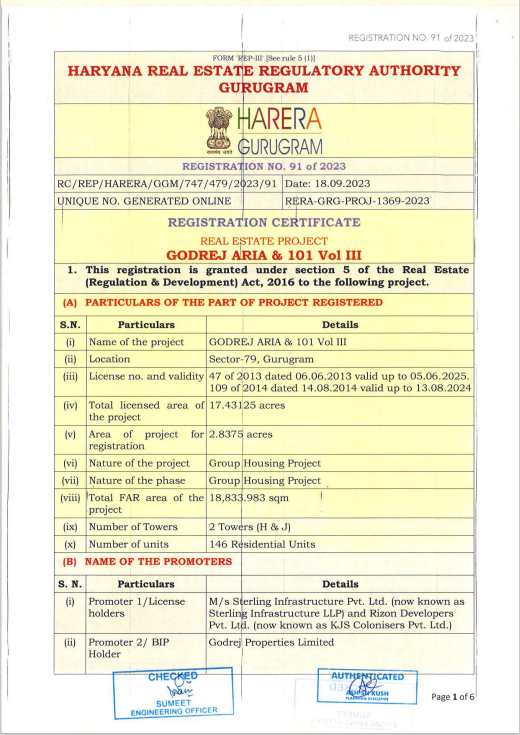 REGISTRATION NO. 91 of 2023
FORM 'REP-III' [See rule 5 (1)]
HARYANA REAL ESTATE REGULATORY AUTHORITY
GURUGRAM
HARERA
GURUGRAM
सत्यमेव जयते
REGISTRATION NO. 91 of 2023
RC/REP/HARERA/GGM/747/479/2023/91 Date: 18.09.2023
UNIQUE NO. GENERATED ONLINE RERA-GRG-PROJ-1369-2023
REGISTRATION CERTIFICATE
REAL ESTATE PROJECT
GODREJ ARIA & 101 Vol III
1. This registration is granted under section 5 of the Real Estate
(Regulation & Development) Act, 2016 to the following project.
(A) PARTICULARS OF THE PART OF PROJECT REGISTERED
S.N. Particulars Details
(i) Name of the project GODREJ ARIA & 101 Vol III
(ii) Location Sector-79, Gurugram
(iii) License no. and validity 47 of 2013 dated 06.06.2013 valid up to 05.06.2025.
109 of 2014 dated 14.08.2014 valid up to 13.08.2024
(iv) Total licensed area of 17.43125 acres
the project
(v) Area of project for 2.8375 acres
registration
(vi) Nature of the project Group Housing Project
(vii) Nature of the phase Group Housing Project
(viii) Total FAR area of the 18,833.983 sqm
project
(ix) Number of Towers 2 Towers (H & J)
(x) Number of units 146 Residential Units
(B) NAME OF THE PROMOTERS
S. N. Particulars Details
(i) Promoter 1/License M/s Sterling Infrastructure Pvt. Ltd. (now known as
holders Sterling Infrastructure LLP) and Rizon Developers
Pvt. Ltd. (now known as KJS Colonisers Pvt. Ltd.)
(ii) Promoter 2/ BIP Godrej Properties Limited
Holder
CHECKED
SUMEET
ENGINEERING OFFICER
AUTHENTICATED
ASHISH KUSH
PLANNING EXECUTIVE
Page 1 of 6